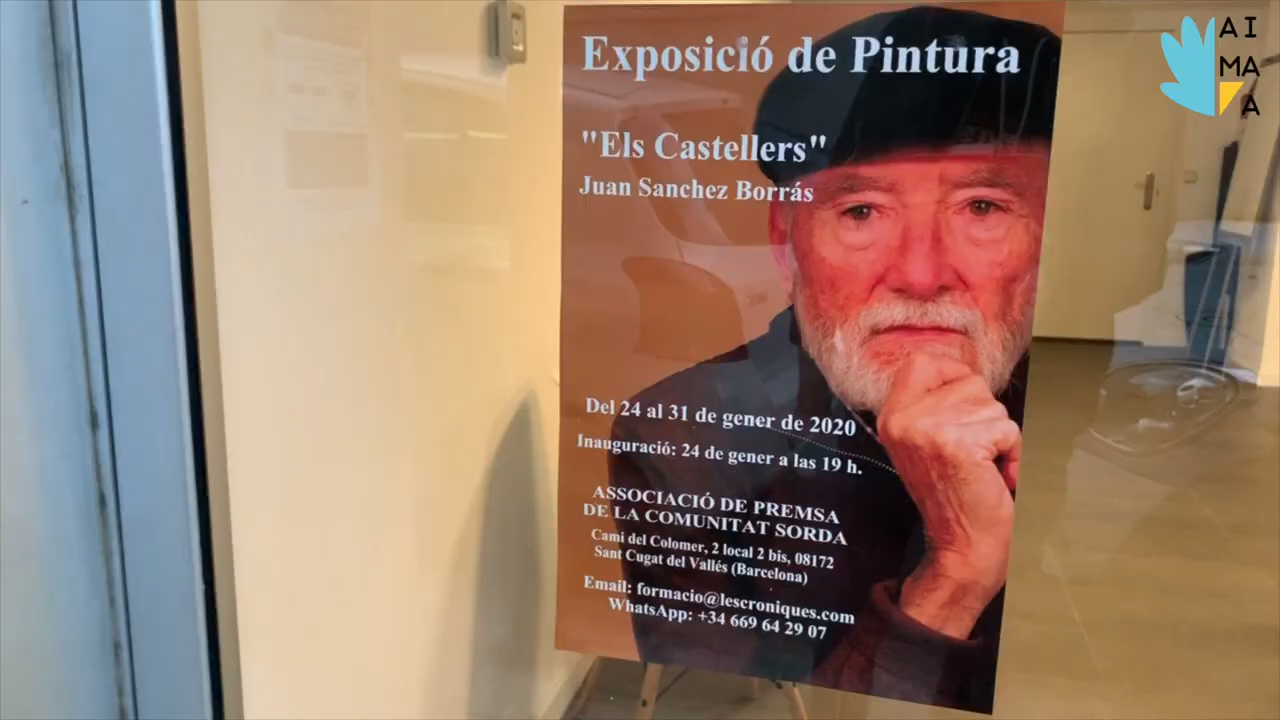 Exposició de Pintura
"Els Castellers"
Juan Sanchez Borrás
Del 24 al 31 de gener de 2020
Inauguració: 24 de gener a las 19 h.
ASSOCIACIÓ DE PREMSA
DE LA COMUNITAT SORDA
Cami del Colomer, 2 local 2 bis, 08172
Sant Cugat del Vallés (Barcelona)
Email: formacio@lescroniques.com
WhatsApp: +34 669 64 29 07
AI
MA
A